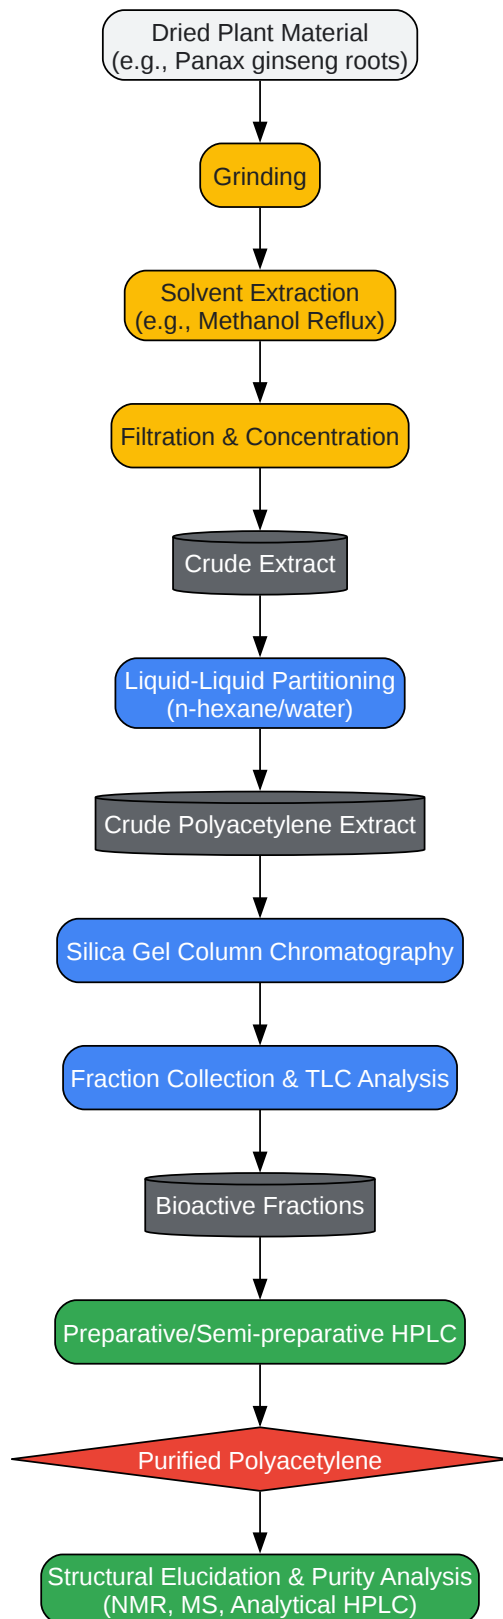 Dried Plant Material
(e.g., Panax ginseng roots)
Grinding
Solvent Extraction
(e.g., Methanol Reflux)
Filtration & Concentration
Crude Extract
Liquid-Liquid Partitioning
(n-hexane/water)
Crude Polyacetylene Extract
Silica Gel Column Chromatography
Fraction Collection & TLC Analysis
Bioactive Fractions
Preparative/Semi-preparative HPLC
Purified Polyacetylene
Structural Elucidation & Purity Analysis
(NMR, MS, Analytical HPLC)